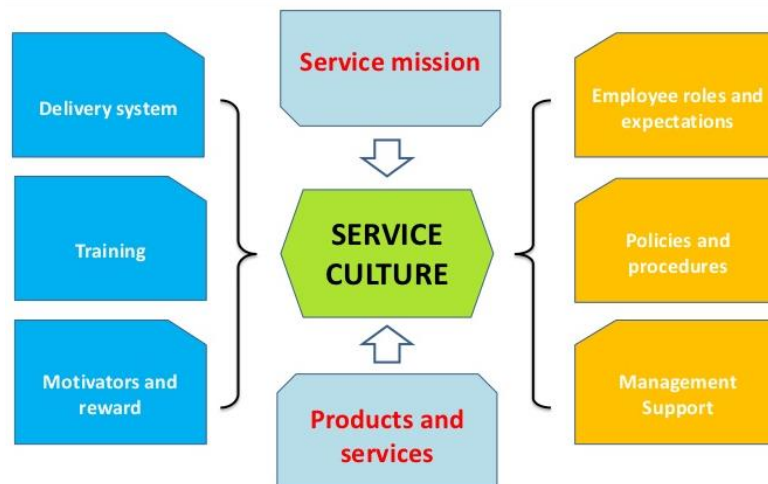 Service mission
Delivery system
Employee roles and
expectations
Training
SERVICE
CULTURE
Policies and
procedures
Motivators and
reward
Products and
services
Management
Support